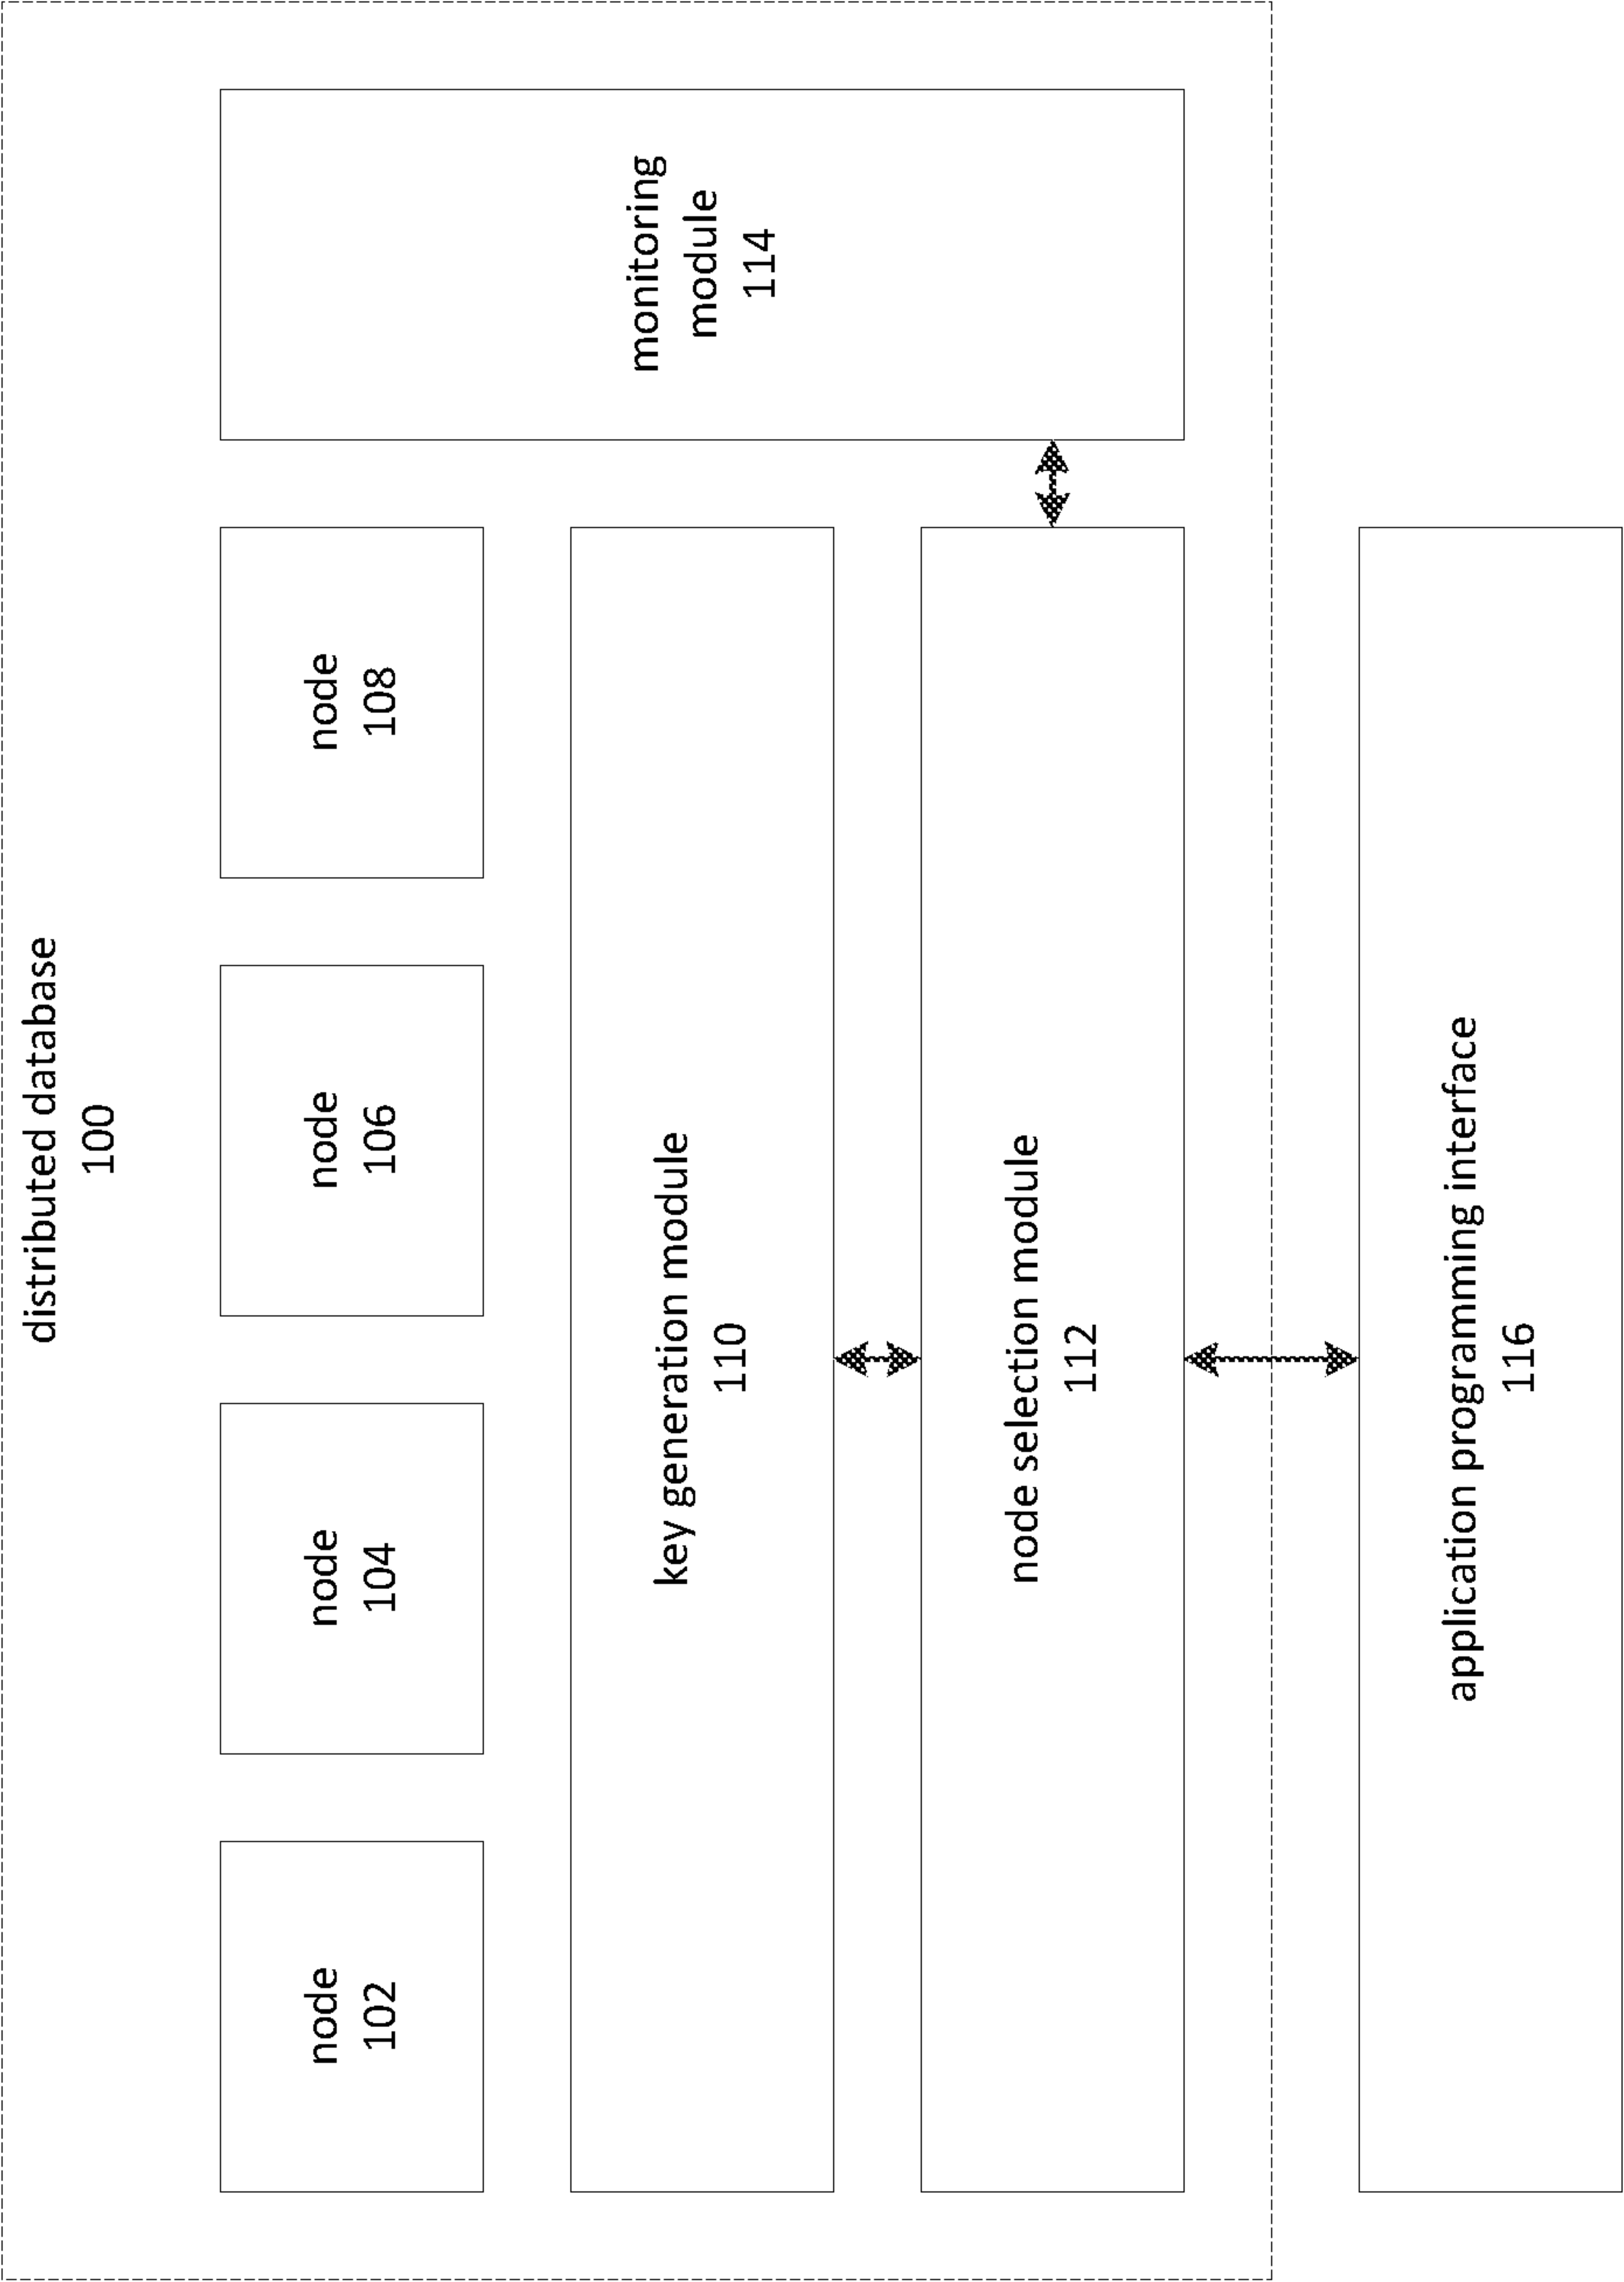 distributed database
100
node
102
node
104
node
106
node
108
monitoring
module
114
key generation module
110
node selection module
112
application programming interface
116